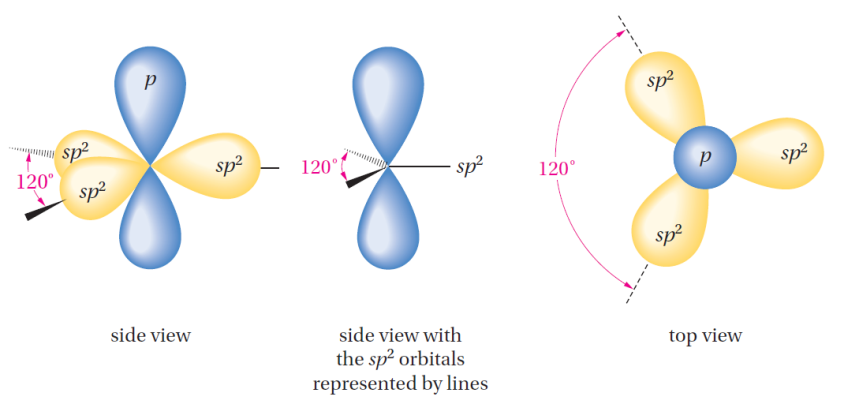 p
sp²
sp²
sp²
120°
side view
120°
sp²
side view with
the sp² orbitals
represented by lines
sp²
120°
p
sp²
sp²
top view